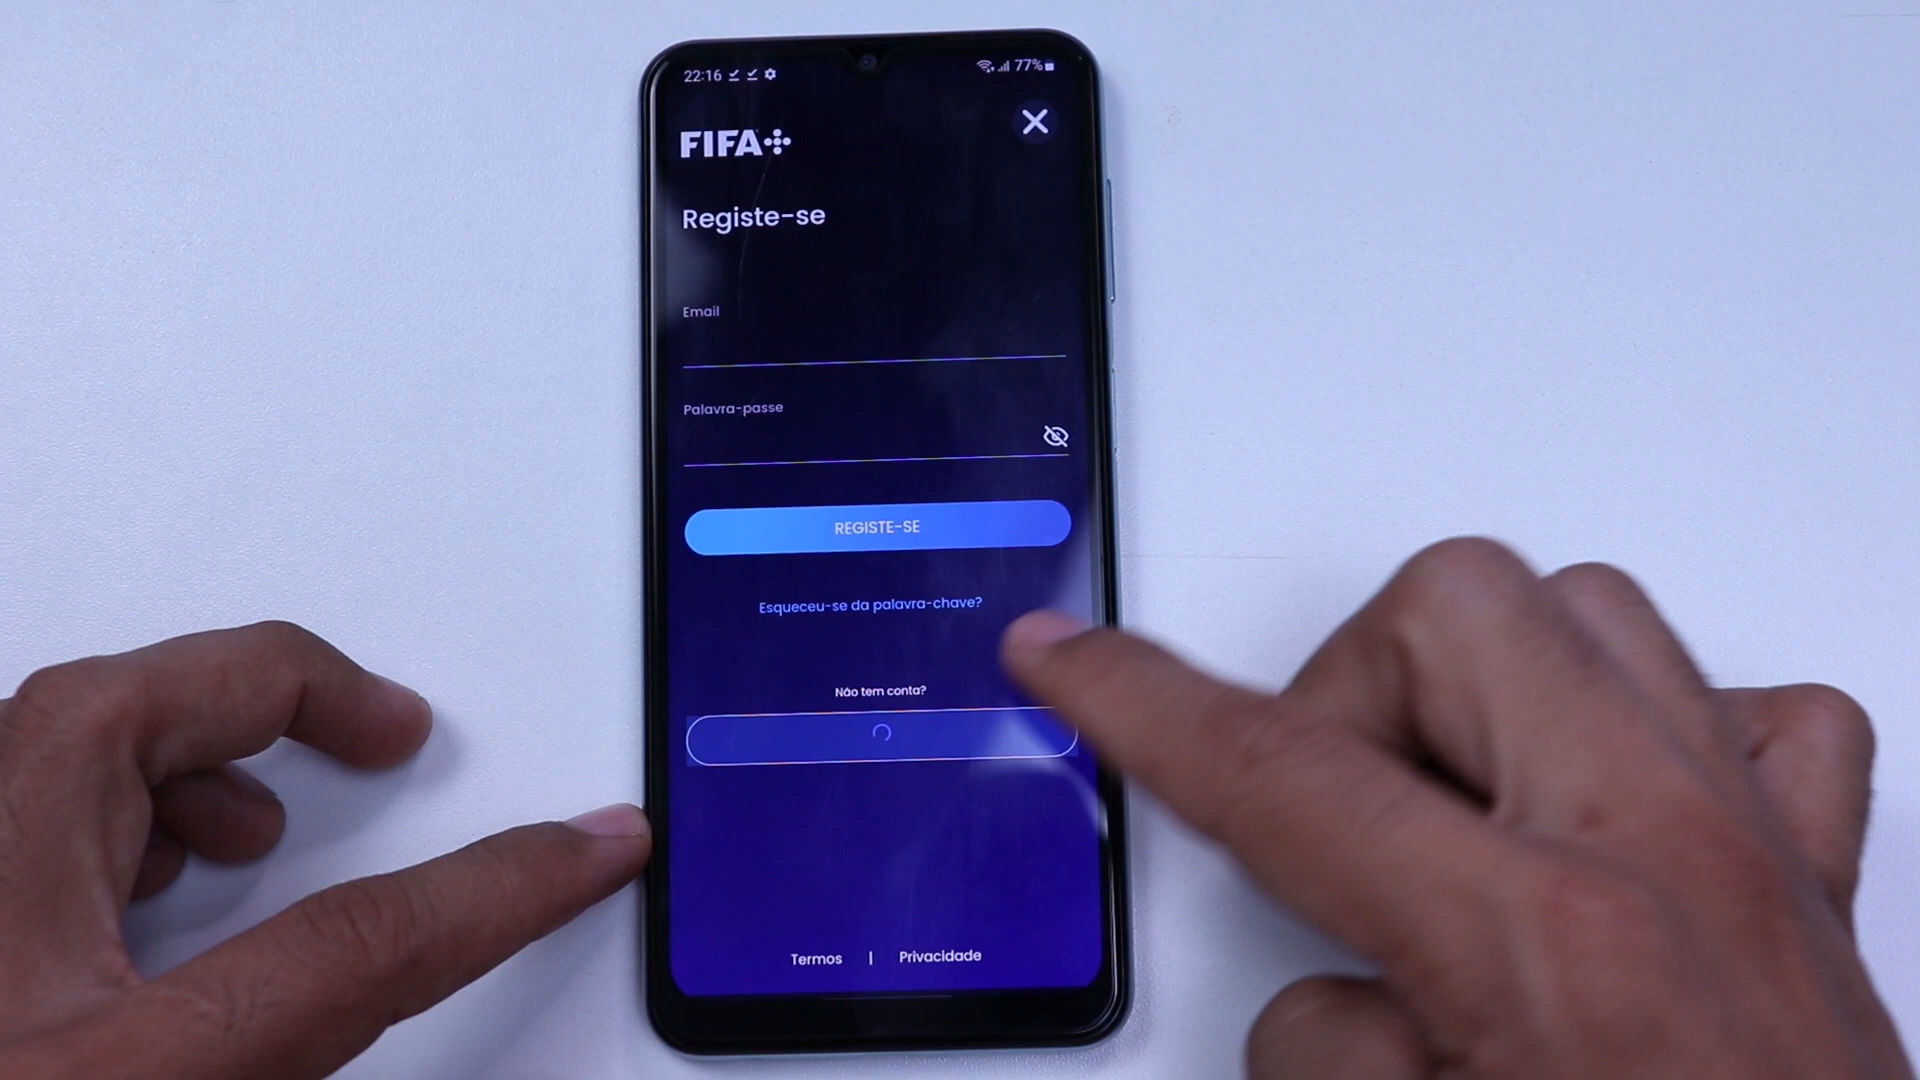 22:16 77%
FIFA+
Registe-se
Email
Palavra-passe
REGISTE-SE
Esqueceu-se da palavra-chave?
Não tem conta?
Termos | Privacidade